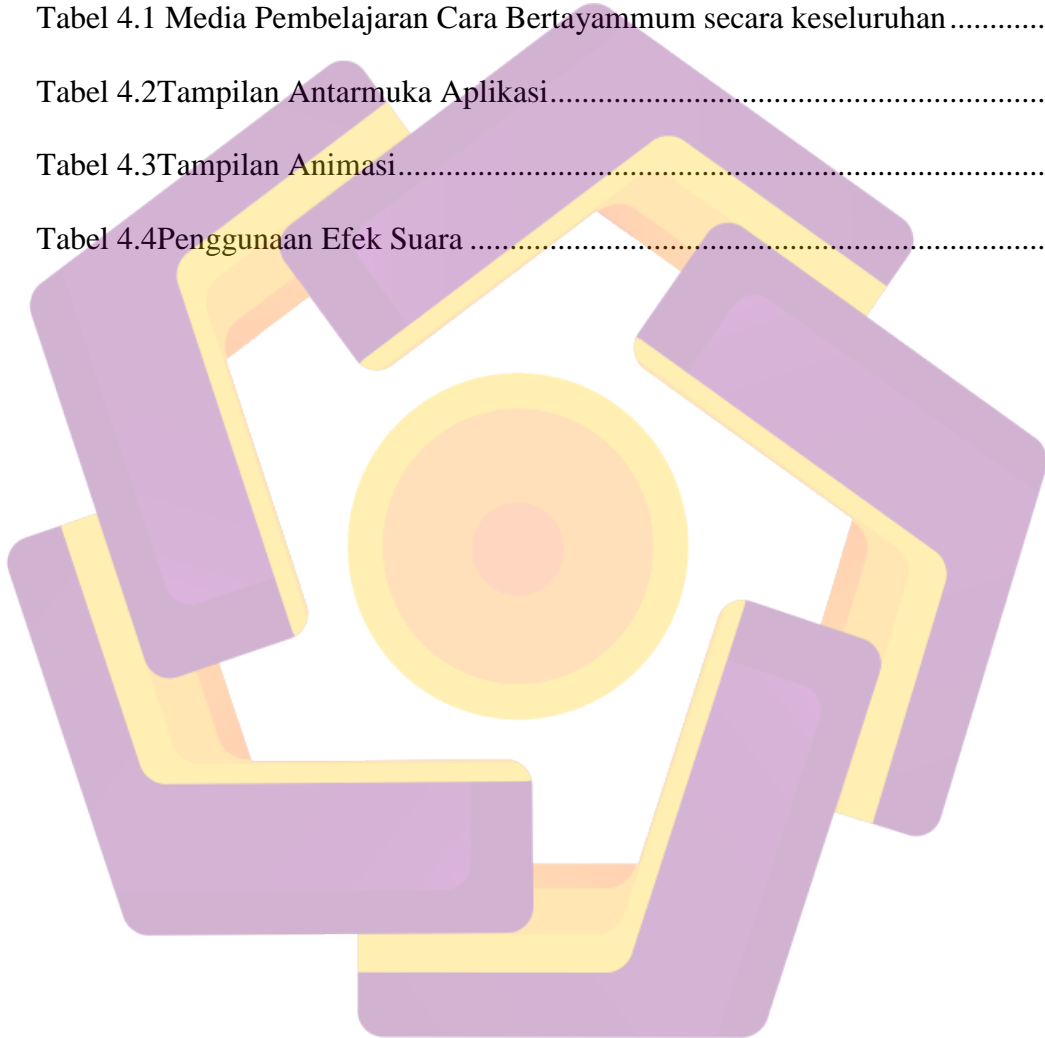 Tabel 4.1 Media Pembelajaran Cara Bertayammum secara keseluruhan............
Tabel 4.2Tampilan Antarmuka Aplikasi..............................................................
Tabel 4.3Tampilan Animasi.................................................................................
Tabel 4.4Penggunaan Efek Suara ........................................................................